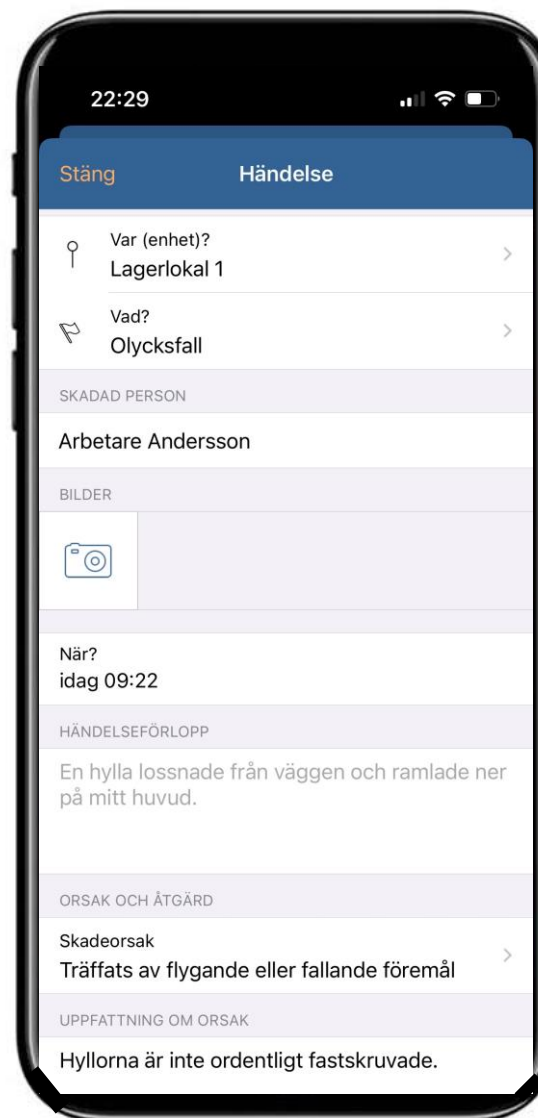 22:29
Stäng Händelse
Var (enhet)?
Lagerlokal 1
Vad?
Olycksfall
SKADAD PERSON
Arbetare Andersson
BILDER
När?
idag 09:22
HÄNDELSEFÖRLOPP
En hylla lossnade från väggen och ramlade ner
på mitt huvud.
ORSAK OCH ÅTGÄRD
Skadeorsak
Träffats av flygande eller fallande föremål
UPPFATTNING OM ORSAK
Hyllorna är inte ordentligt fastskruvade.